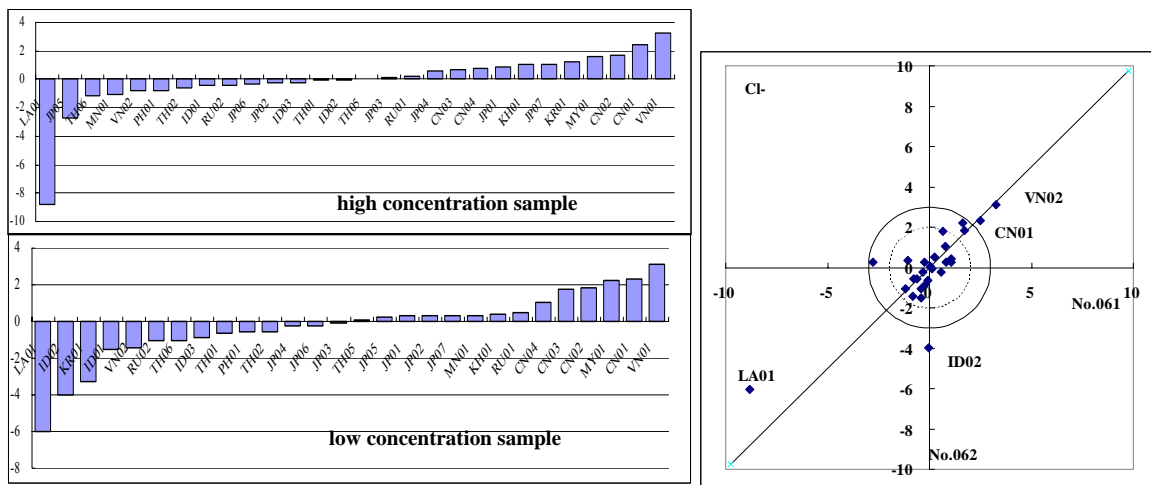 4
2
0
-2
-4
-6
-8
-10
LA01 JP05 TH06 MN01 VN02 PH01 TH02 ID01 RU02 JP06 JP02 ID03 TH01 ID02 TH05 JP03 RU01 JP04 CN03 CN04 JP01 KH01 JP07 KR01 MY01 CN02 CN01 VN01
high concentration sample
4
2
0
-2
-4
-6
-8
LA01 ID02 KR01 ID01 VN02 RU02 TH06 ID03 TH01 PH01 TH02 JP04 JP06 JP03 TH05 JP05 JP01 JP02 JP07 MN01 KH01 RU01 CN04 CN03 CN02 MY01 CN01 VN01
low concentration sample
10
Cl-
8
6
4
VN02
2
CN01
0
-10 -5 0 5 10
-2
No.061
-4
ID02
LA01
-6
-8
No.062
-10